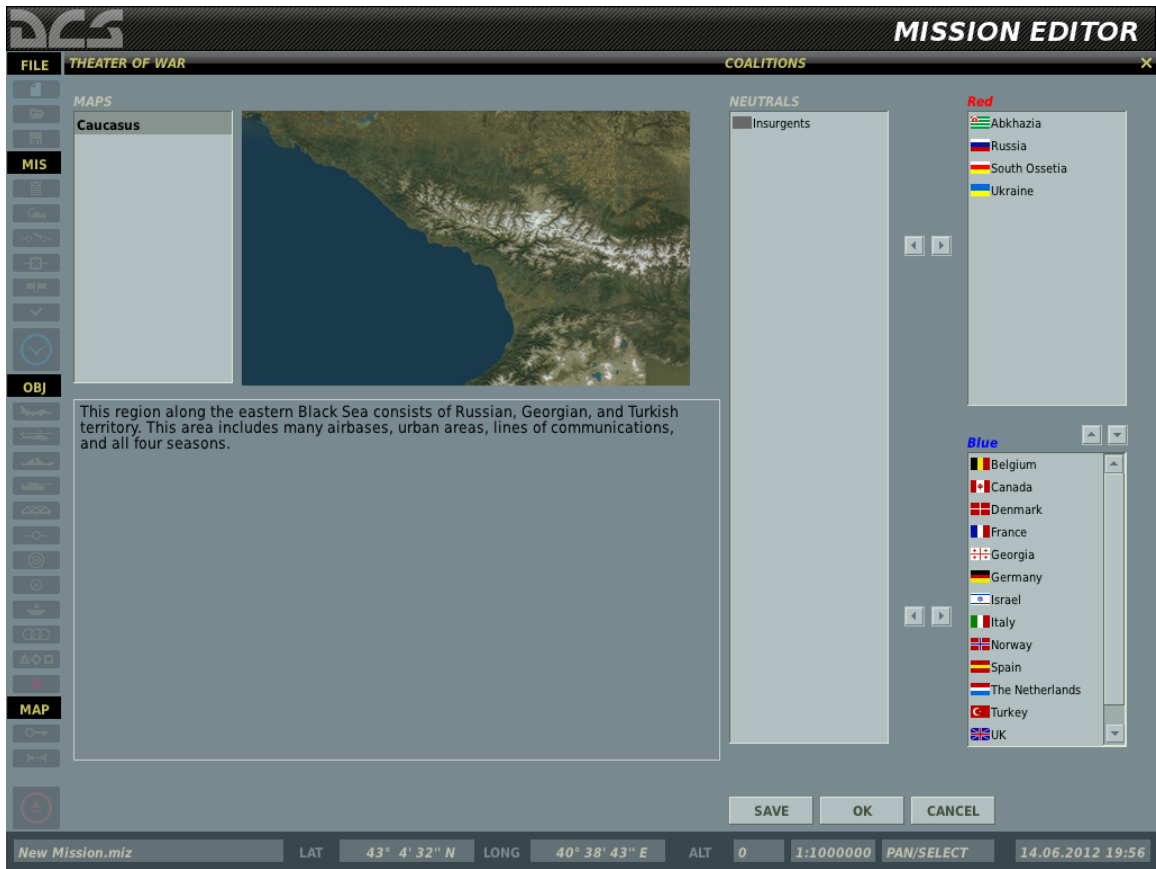 DCS
MISSION EDITOR
FILE
THEATER OF WAR
COALITIONS
MAPS
NEUTRALS
Red
Caucasus
Insurgents
Abkhazia
Russia
South Ossetia
Ukraine
MIS
OBJ
This region along the eastern Black Sea consists of Russian, Georgian, and Turkish
territory. This area includes many airbases, urban areas, lines of communications,
and all four seasons.
Blue
Belgium
Canada
Denmark
France
Georgia
Germany
Israel
Italy
Norway
Spain
The Netherlands
Turkey
UK
MAP
SAVE
OK
CANCEL
New Mission.miz
LAT
43° 4' 32" N
LONG
40° 38' 43" E
ALT
0
1:1000000
PAN/SELECT
14.06.2012 19:56